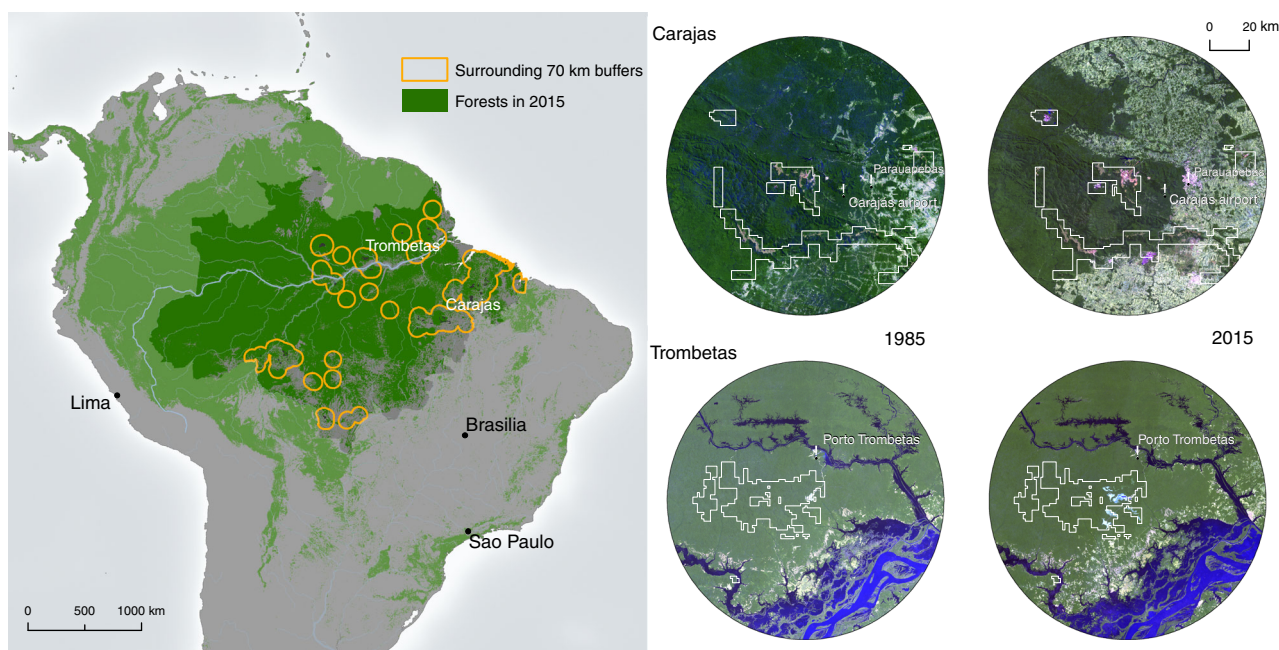 Surrounding 70 km buffers
Forests in 2015
Trombetas
Carajas
Lima
Brasilia
Sao Paulo
0 500 1000 km
Carajas
0 20 km
Parauapebas
Carajas airport
Parauapebas
Carajas airport
1985
2015
Trombetas
Porto Trombetas
Porto Trombetas